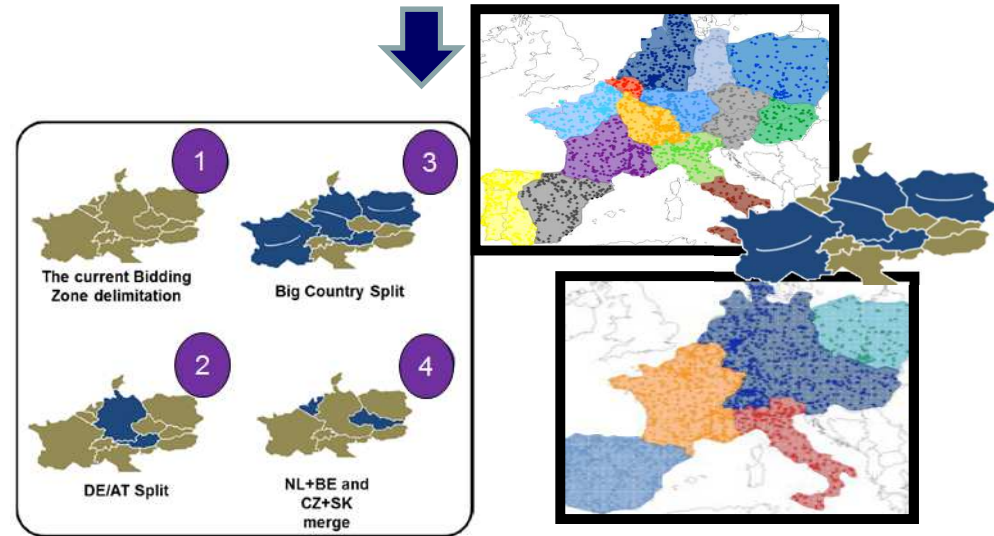 1
The current Bidding
Zone delimitation
3
Big Country Split
2
DE/AT Split
4
NL+BE and
CZ+SK
merge